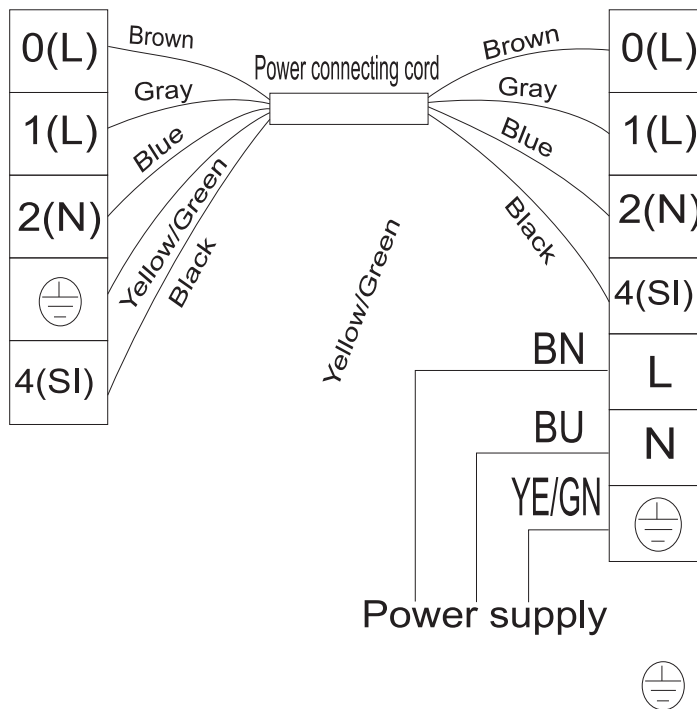 0(L)
1(L)
2(N)
4(SI)
Brown
Gray
Blue
Yellow/Green
Black
Power connecting cord
Yellow/Green
Brown
Gray
Blue
Black
0(L)
1(L)
2(N)
4(SI)
L
N
BN
BU
YE/GN
Power supply